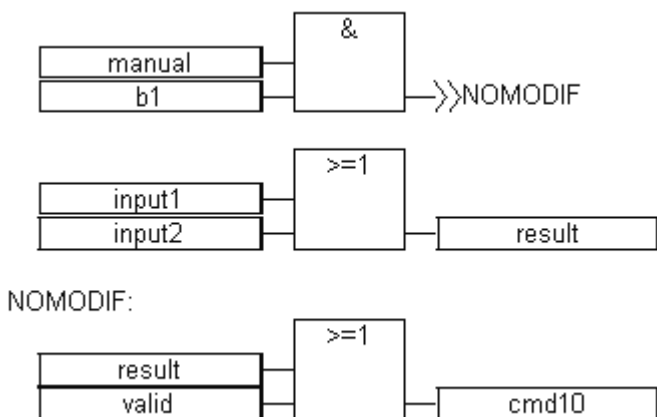 &
manual
b1
>>NOMODIF
>=1
input1
input2
result
NOMODIF:
>=1
result
valid
cmd10